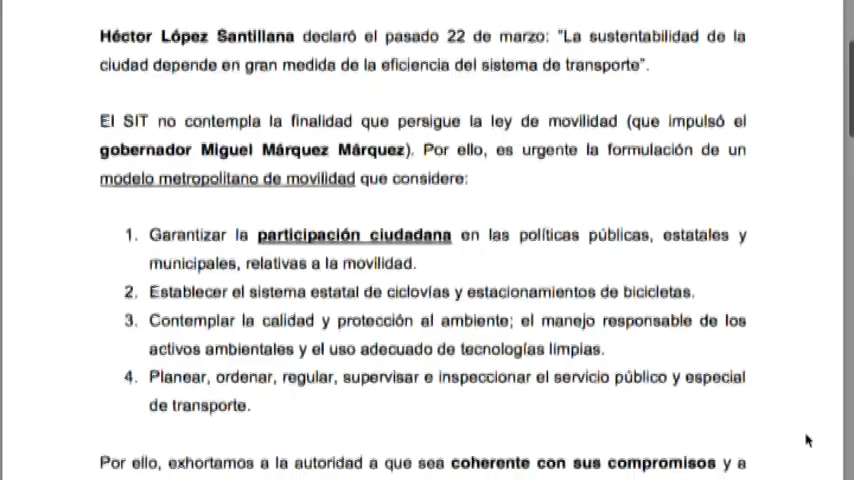 Héctor López Santillana declaró el pasado 22 de marzo: "La sustentabilidad de la
ciudad depende en gran medida de la eficiencia del sistema de transporte".
El SIT no contempla la finalidad que persigue la ley de movilidad (que impulsó el
gobernador Miguel Márquez Márquez). Por ello, es urgente la formulación de un
modelo metropolitano de movilidad que considere:
1. Garantizar la participación ciudadana en las políticas públicas, estatales y
municipales, relativas a la movilidad.
2. Establecer el sistema estatal de ciclovías y estacionamientos de bicicletas.
3. Contemplar la calidad y protección al ambiente; el manejo responsable de los
activos ambientales y el uso adecuado de tecnologías limpias.
4. Planear, ordenar, regular, supervisar e inspeccionar el servicio público y especial
de transporte.
Por ello, exhortamos a la autoridad a que sea coherente con sus compromisos y a